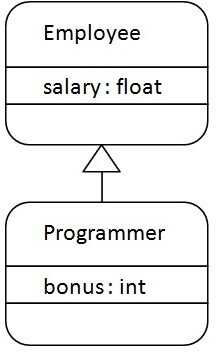 Employee
salary: float
Programmer
bonus: int